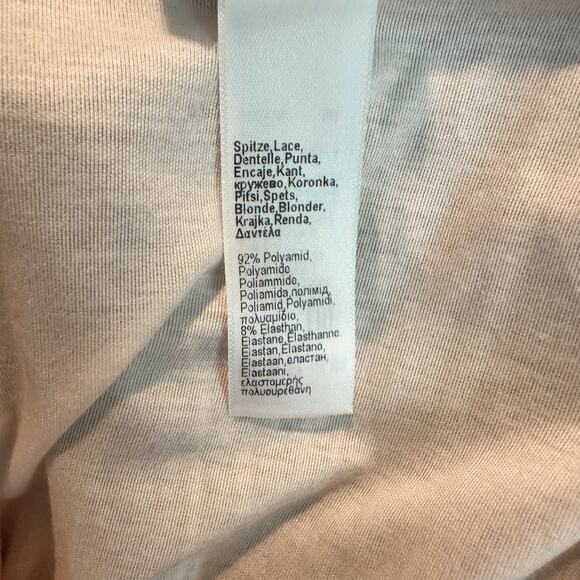 Spitze,Lace,
Dentelle,Punta,
Encaje,Kant,
кружево,Koronka,
Pitsi,Spets,
Blonde,Blonder,
Krajka,Renda,
Δαντέλα
92% Polyamid,
Polyamide
Poliammide,
Poliamida,полімід,
Poliamid,Polyamidi,
πολυαμίδιο,
8% Elasthan,
Elastane,Elasthanne,
Elastan,Elastano,
Elastaan,еластан,
Elastaani,
ελαστομερής
πολυουρεθάνη